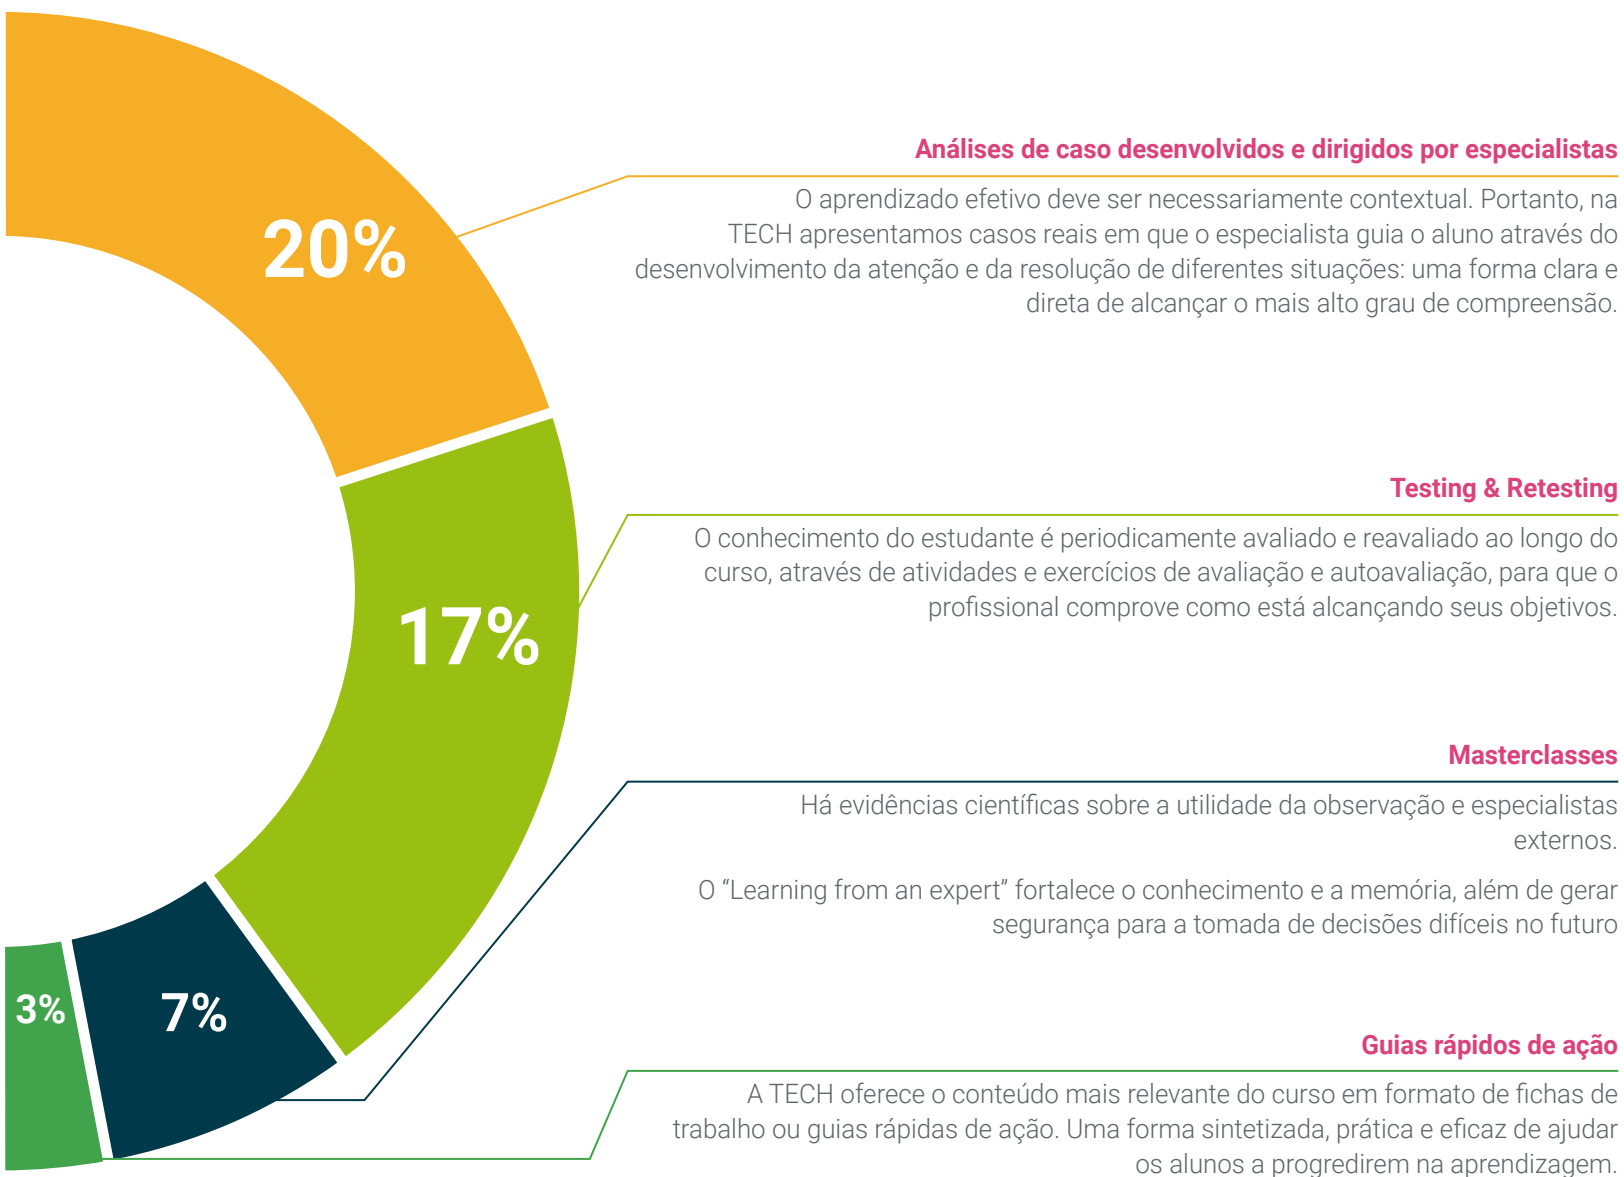 20%
Análises de caso desenvolvidos e dirigidos por especialistas
O aprendizado efetivo deve ser necessariamente contextual. Portanto, na
TECH apresentamos casos reais em que o especialista guia o aluno através do
desenvolvimento da atenção e da resolução de diferentes situações: uma forma clara e
direta de alcançar o mais alto grau de compreensão.
17%
Testing & Retesting
O conhecimento do estudante é periodicamente avaliado e reavaliado ao longo do
curso, através de atividades e exercícios de avaliação e autoavaliação, para que o
profissional comprove como está alcançando seus objetivos.
7%
Masterclasses
Há evidências científicas sobre a utilidade da observação e especialistas
externos.
O “Learning from an expert” fortalece o conhecimento e a memória, além de gerar
segurança para a tomada de decisões difíceis no futuro
3%
Guias rápidos de ação
A TECH oferece o conteúdo mais relevante do curso em formato de fichas de
trabalho ou guias rápidas de ação. Uma forma sintetizada, prática e eficaz de ajudar
os alunos a progredirem na aprendizagem.